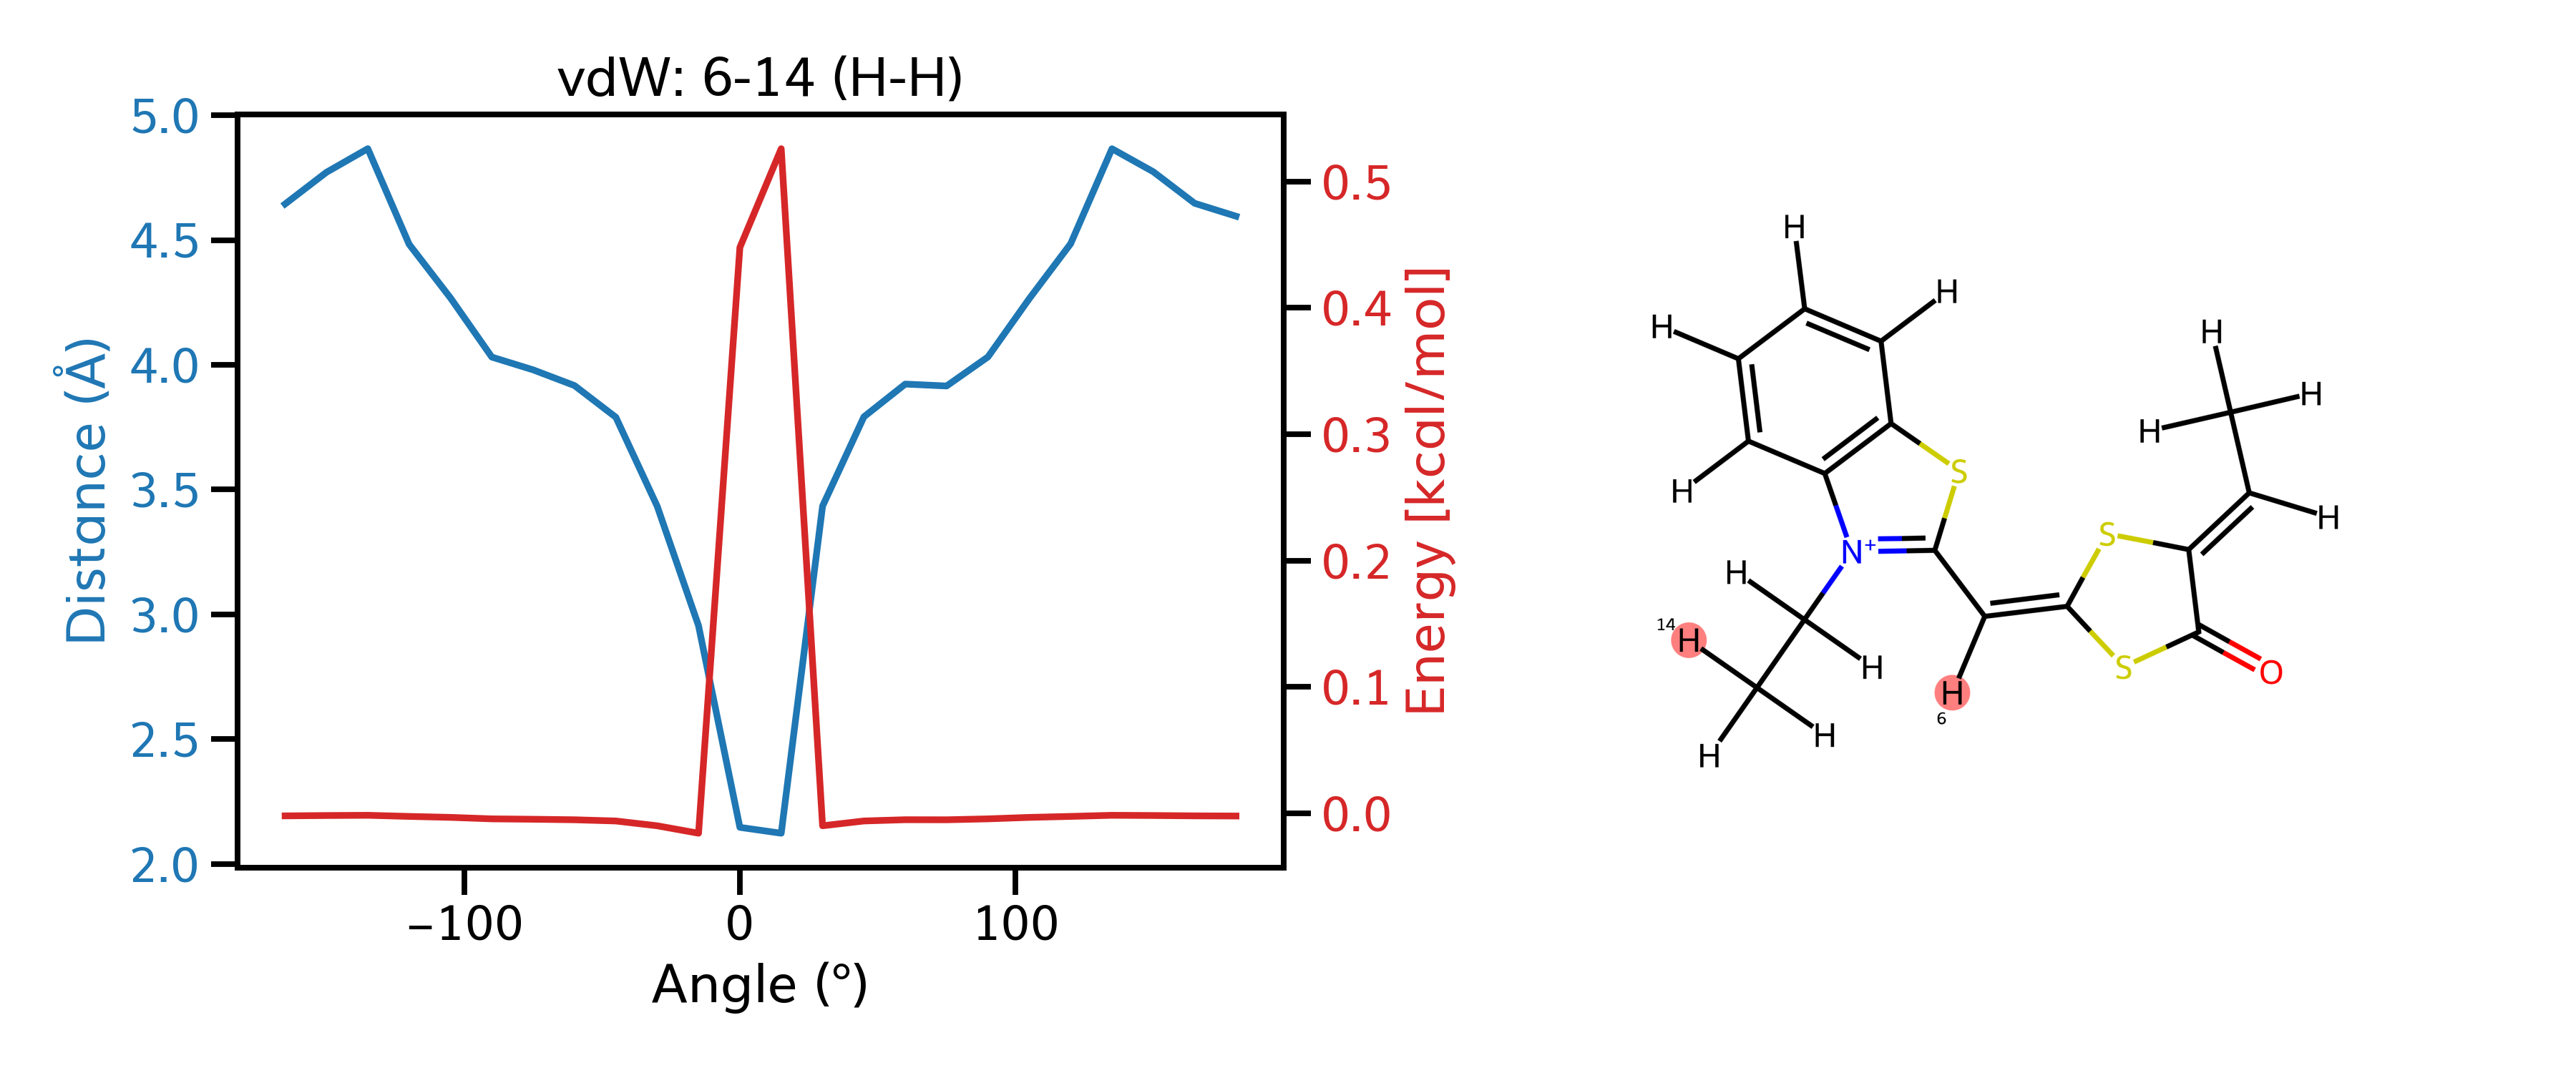 vdW: 6-14 (H-H)
5.0
4.5
4.0
3.5
3.0
2.5
2.0
Distance (Å)
0.5
0.4
0.3
0.2
0.1
0.0
Energy [kcal/mol]
−100 0 100
Angle (°)
H
H
H
H
H
H
H
S
H
H
S
N+
H
14
H
H
S
O
H
6
H
H